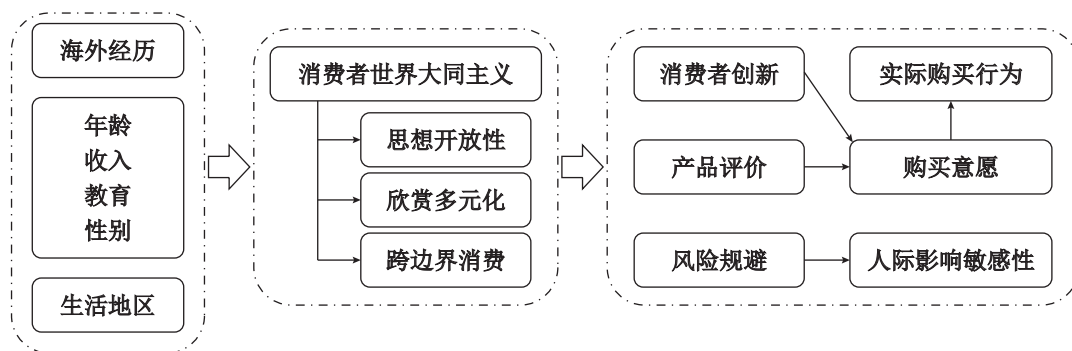 海外经历
年龄
收入
教育
性别
生活地区
消费者世界大同主义
思想开放性
欣赏多元化
跨边界消费
消费者创新
实际购买行为
产品评价
购买意愿
风险规避
人际影响敏感性